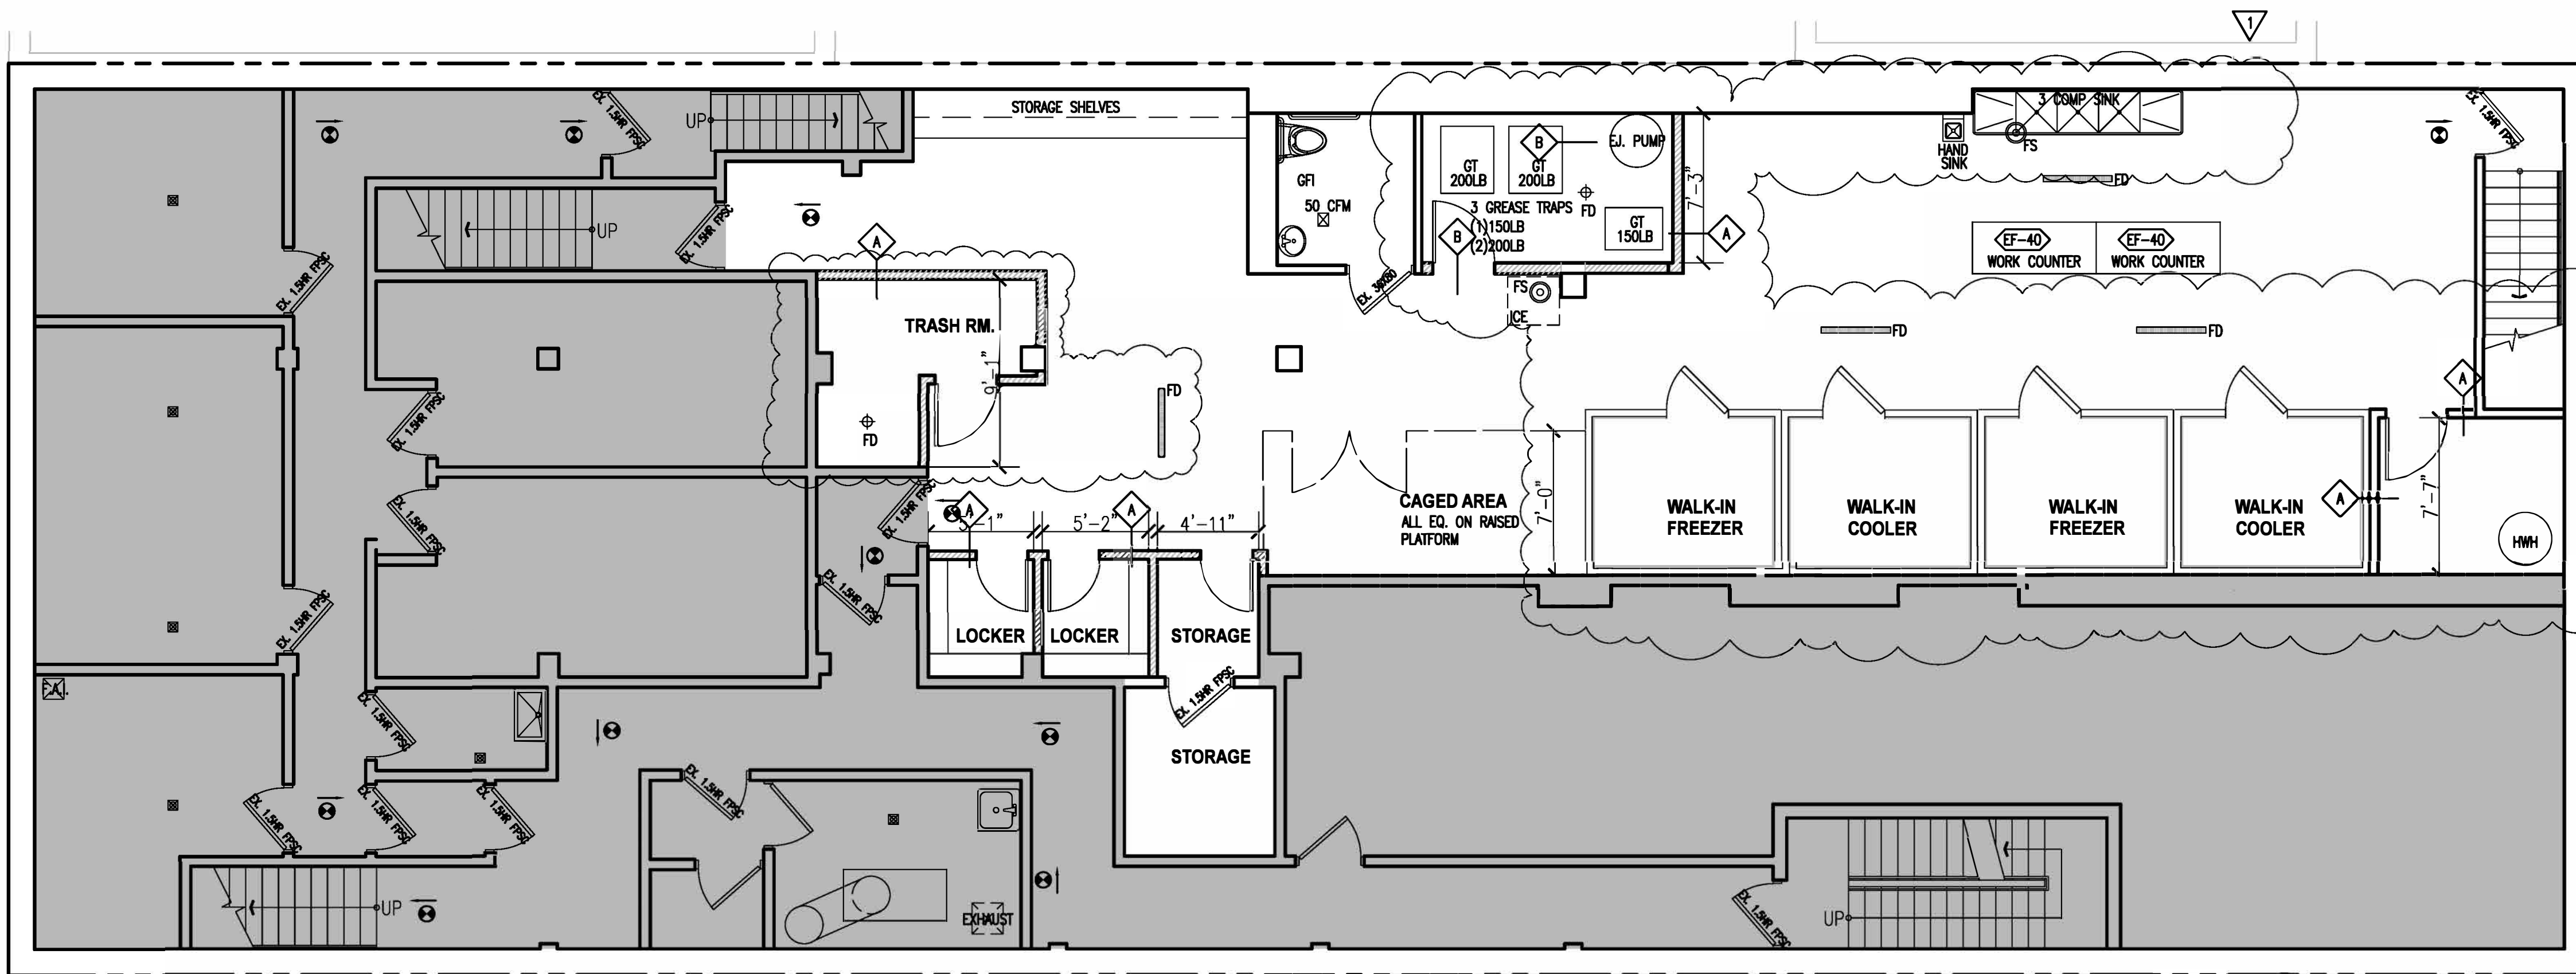 1
STORAGE SHELVES
3 COMP SINK
EX. 1.5HR FPSC
EX. 1.5HR FPSC
UP
HAND
SINK
FS
EJ. PUMP
B
GT
200LB
GT
200LB
GFI
50 CFM
FD
7'-3"
3 GREASE TRAPS
(1)150LB
(2)200LB
GT
150LB
A
B
FD
UP
EX. 1.5HR FPSC
A
EF-40
WORK COUNTER
EF-40
WORK COUNTER
EX. 1.5HR FPSC
EX. 36X80
FS
ICE
TRASH RM.
9'-1"
FD
FD
FD
FD
A
EX. 1.5HR FPSC
EX. 1.5HR FPSC
EX. 1.5HR FPSC
A
A
5'-2"
4'-11"
CAGED AREA
ALL EQ. ON RAISED
PLATFORM
7'-0"
WALK-IN
FREEZER
WALK-IN
COOLER
WALK-IN
FREEZER
WALK-IN
COOLER
A
7'-7"
HWH
EX. 1.5HR FPSC
EX. 1.5HR FPSC
LOCKER
LOCKER
STORAGE
EX. 1.5HR FPSC
F.A.
EX. 1.5HR FPSC
STORAGE
EX. 1.5HR FPSC
EX. 1.5HR FPSC
EX. 1.5HR FPSC
EX. 1.5HR FPSC
UP
EXHAUST
EX. 1.5HR FPSC
UP